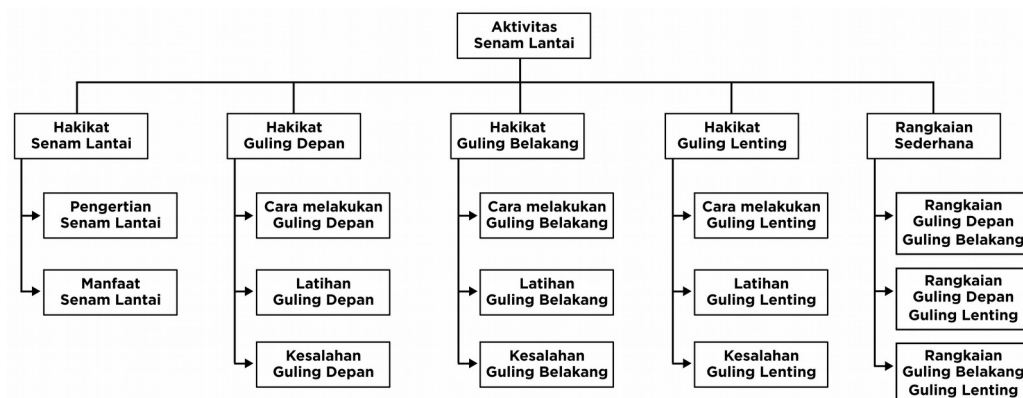 Aktivitas
Senam Lantai
Hakikat
Senam Lantai
Pengertian
Senam Lantai
Manfaat
Senam Lantai
Hakikat
Guling Depan
Cara melakukan
Guling Depan
Latihan
Guling Depan
Kesalahan
Guling Depan
Hakikat
Guling Belakang
Cara melakukan
Guling Belakang
Latihan
Guling Belakang
Kesalahan
Guling Belakang
Hakikat
Guling Lenting
Cara melakukan
Guling Lenting
Latihan
Guling Lenting
Kesalahan
Guling Lenting
Rangkaian
Sederhana
Rangkaian
Guling Depan
Guling Belakang
Rangkaian
Guling Depan
Guling Lenting
Rangkaian
Guling Belakang
Guling Lenting